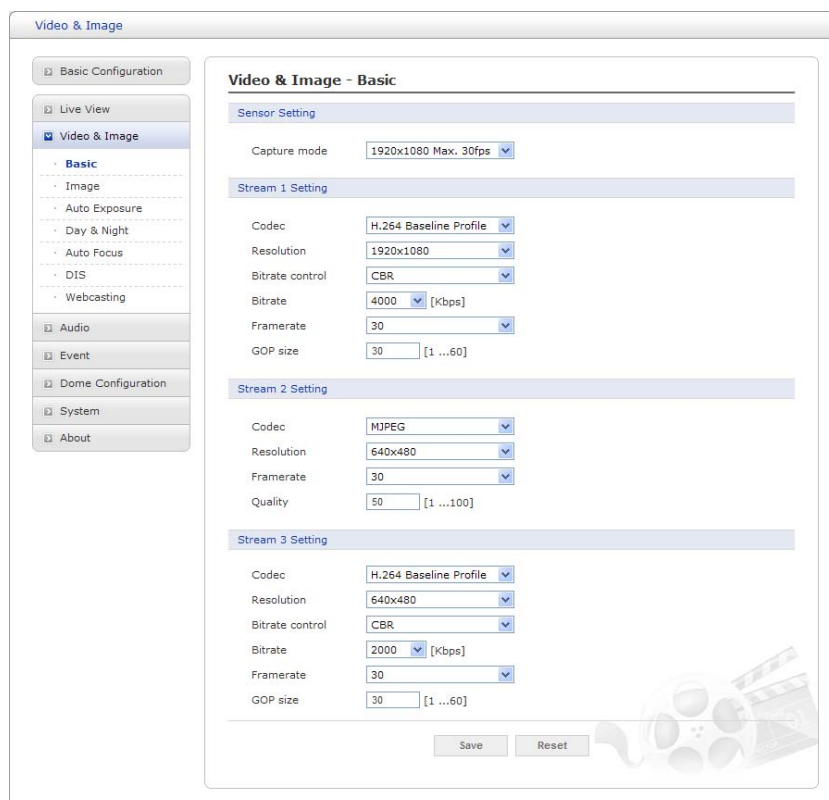 Video & Image
Basic Configuration
Live View
Video & Image
Basic
Image
Auto Exposure
Day & Night
Auto Focus
DIS
Webcasting
Audio
Event
Dome Configuration
System
About
Video & Image - Basic
Sensor Setting
Capture mode 1920x1080 Max. 30fps
Stream 1 Setting
Codec H.264 Baseline Profile
Resolution 1920x1080
Bitrate control CBR
Bitrate 4000 [Kbps]
Framerate 30
GOP size 30 [1 ...60]
Stream 2 Setting
Codec MJPEG
Resolution 640x480
Framerate 30
Quality 50 [1 ...100]
Stream 3 Setting
Codec H.264 Baseline Profile
Resolution 640x480
Bitrate control CBR
Bitrate 2000 [Kbps]
Framerate 30
GOP size 30 [1 ...60]
Save Reset